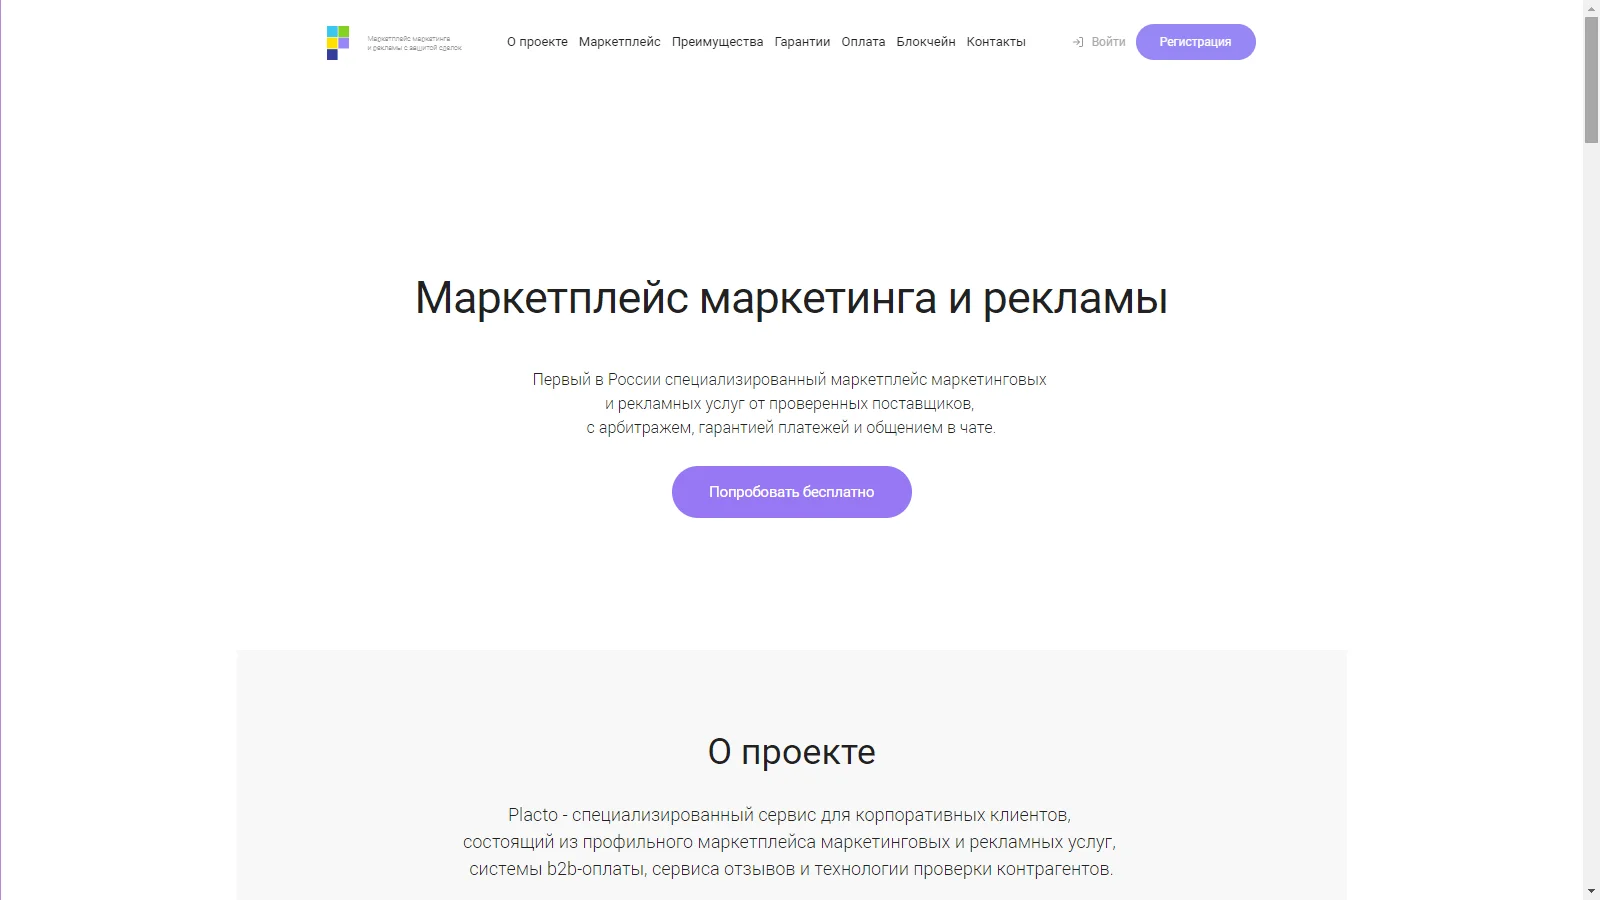 Маркетплейс маркетинга
и рекламы с защитой сделок
О проекте Маркетплейс Преимущества Гарантии Оплата Блокчейн Контакты Войти Регистрация
Маркетплейс маркетинга и рекламы
Первый в России специализированный маркетплейс маркетинговых
и рекламных услуг от проверенных поставщиков,
с арбитражем, гарантией платежей и общением в чате.
Попробовать бесплатно
О проекте
Placto - специализированный сервис для корпоративных клиентов,
состоящий из профильного маркетплейса маркетинговых и рекламных услуг,
системы b2b-оплаты, сервиса отзывов и технологии проверки контрагентов.